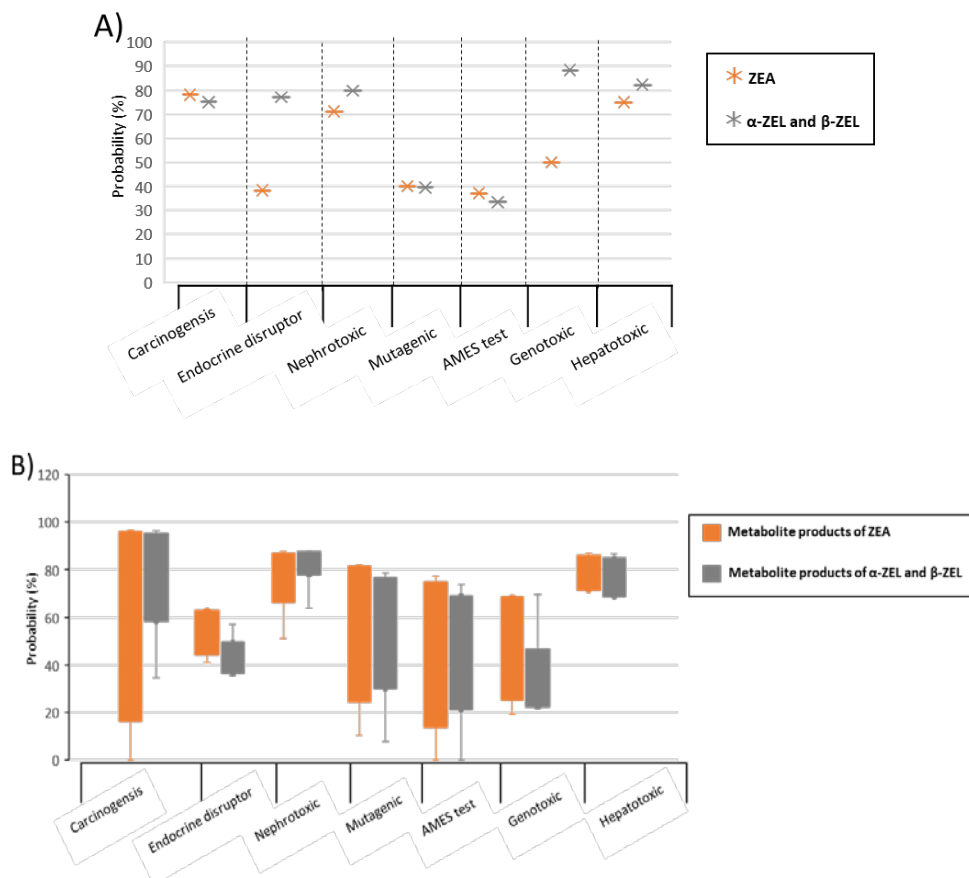 A)
Probability (%)
100
90
80
70
60
50
40
30
20
10
0
Carcinogensis
Endocrine disruptor
Nephrotoxic
Mutagenic
AMES test
Genotoxic
Hepatotoxic
ZEA
α-ZEL and β-ZEL
B)
Probability (%)
120
100
80
60
40
20
0
Carcinogensis
Endocrine disruptor
Nephrotoxic
Mutagenic
AMES test
Genotoxic
Hepatotoxic
Metabolite products of ZEA
Metabolite products of α-ZEL and β-ZEL